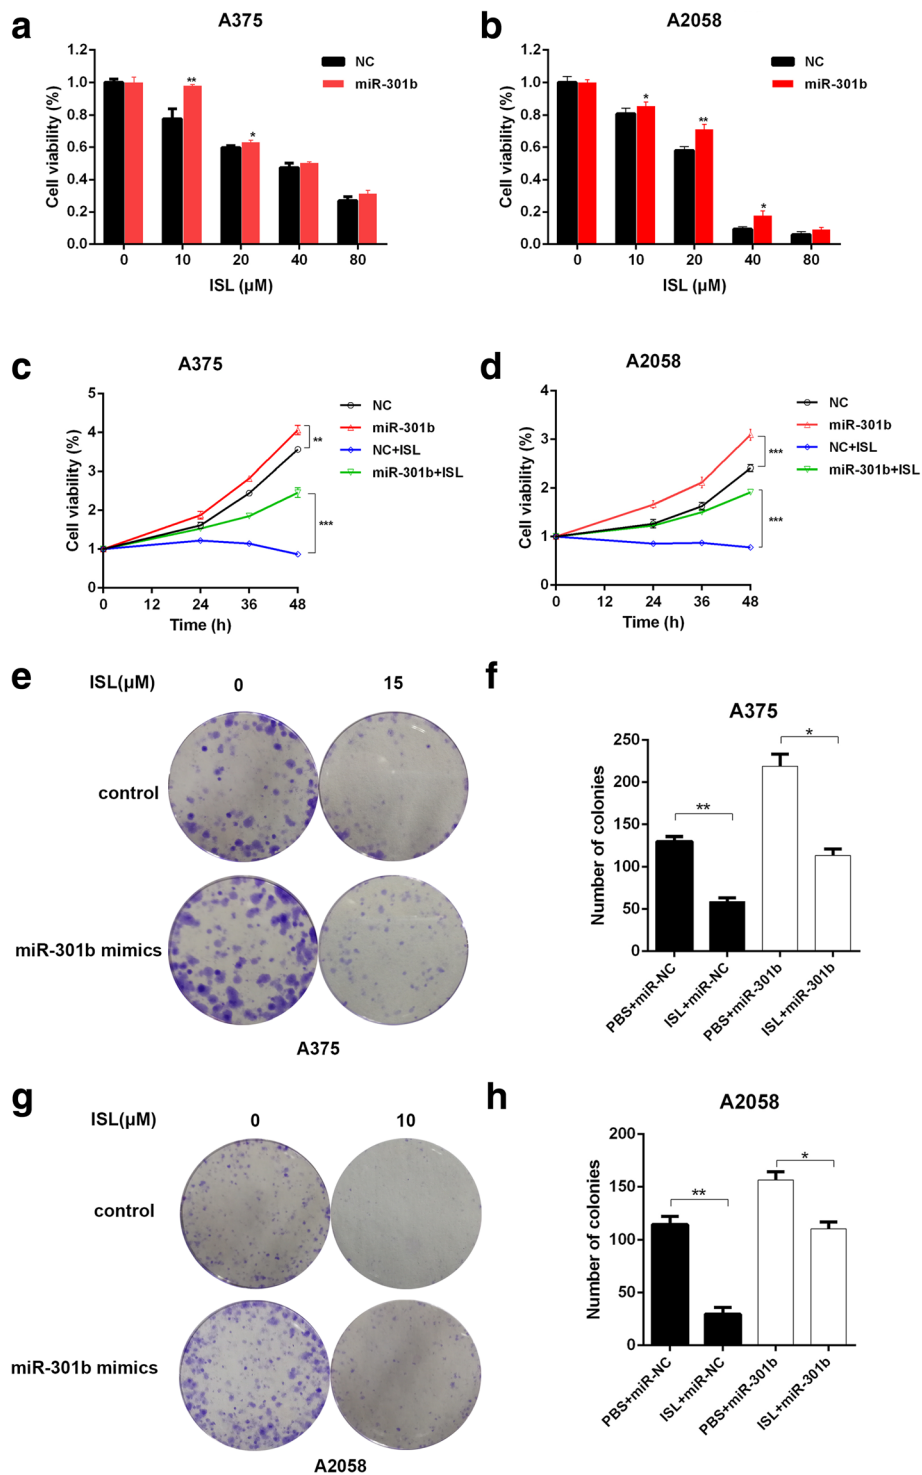 a
A375
1.2
1.0
0.8
0.6
0.4
0.2
0.0
Cell viability (%)
NC
miR-301b
**
*
0 10 20 40 80
ISL (µM)
b
A2058
1.2
1.0
0.8
0.6
0.4
0.2
0.0
Cell viability (%)
NC
miR-301b
*
**
*
0 10 20 40 80
ISL (µM)
c
A375
5
4
3
2
1
0
Cell viability (%)
NC
miR-301b
NC+ISL
miR-301b+ISL
**
***
0 12 24 36 48
Time (h)
d
A2058
4
3
2
1
0
Cell viability (%)
NC
miR-301b
NC+ISL
miR-301b+ISL
***
***
0 12 24 36 48
Time (h)
e
ISL(µM) 0 15
control
miR-301b mimics
A375
f
A375
250
200
150
100
50
0
Number of colonies
**
*
PBS+miR-NC
ISL+miR-NC
PBS+miR-301b
ISL+miR-301b
g
ISL(µM) 0 10
control
miR-301b mimics
A2058
h
A2058
200
150
100
50
0
Number of colonies
**
*
PBS+miR-NC
ISL+miR-NC
PBS+miR-301b
ISL+miR-301b